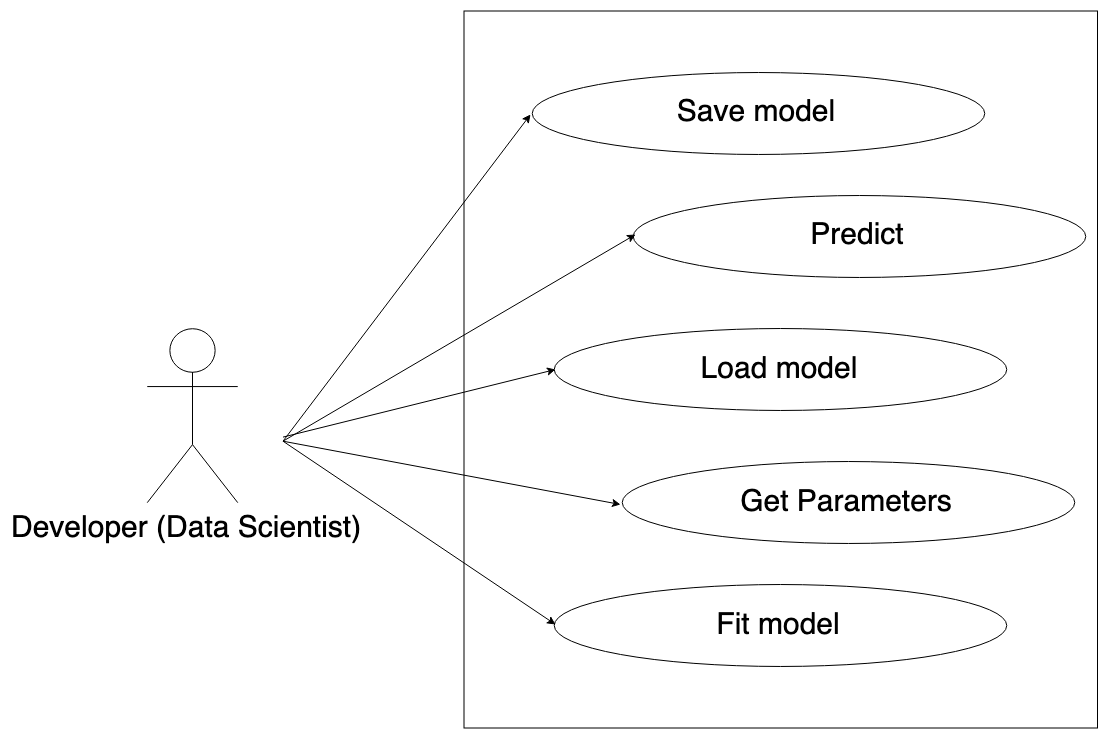 Save model
Predict
Load model
Get Parameters
Developer (Data Scientist)
Fit model